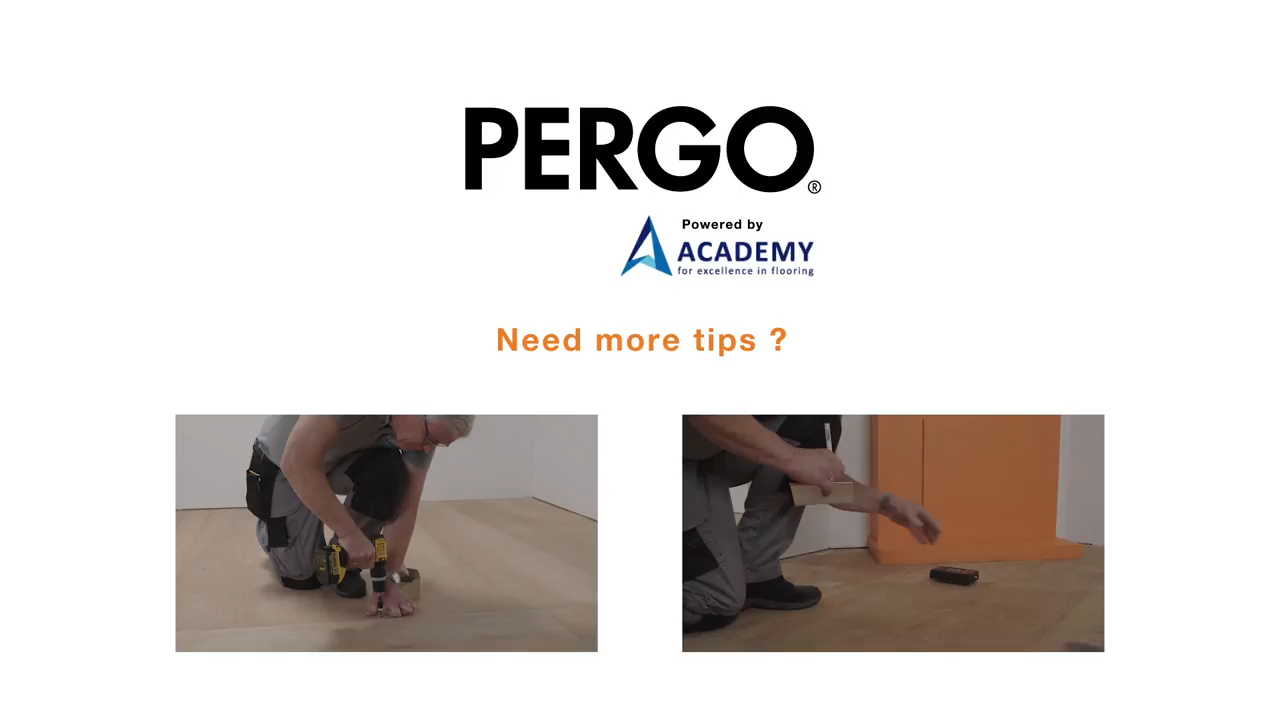 PERGO®
Powered by
ACADEMY
for excellence in flooring
Need more tips ?